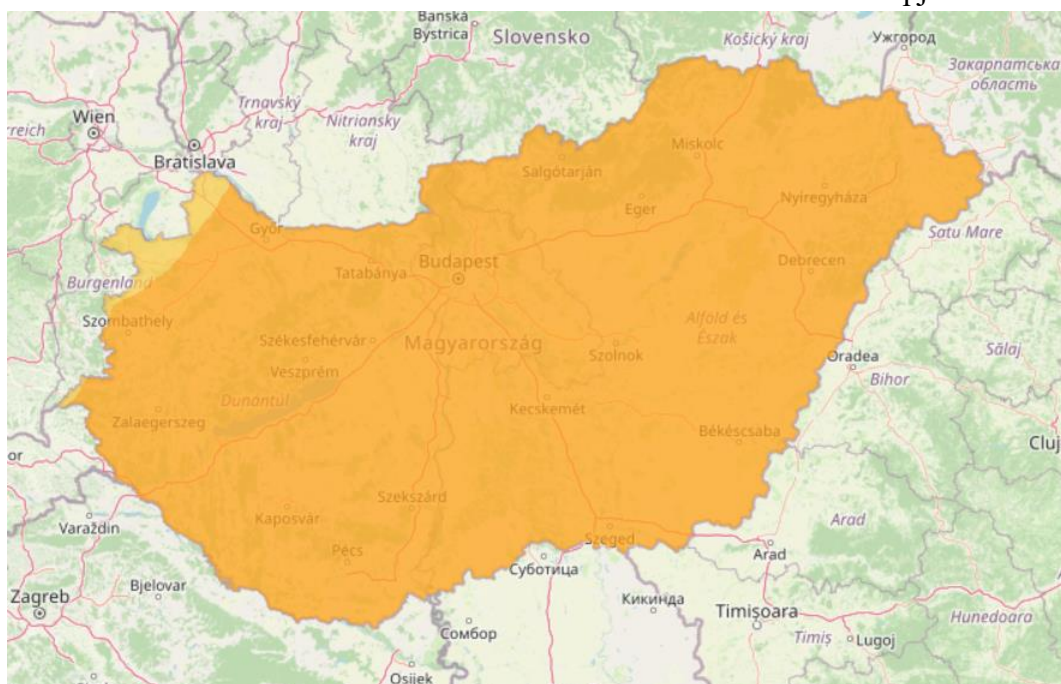 Banská
Bystrica
Slovensko
Košický kraj
Ужгород
Закарпатська
область
Wien
Trnavský
kraj
Nitriansky
kraj
rreich
Bratislava
Salgótarján
Miskolc
Nyíregyháza
Eger
Győr
Satu Mare
Tatabánya
Budapest
Debrecen
Burgenland
Szombathely
Székesfehérvár
Magyarország
Alföld és
Észak
Szolnok
Oradea
Sălaj
Veszprém
Bihor
Dunántúl
Kecskemét
Zalaegerszeg
Békéscsaba
Cluj
or
Szekszárd
Kaposvár
Szeged
Arad
Varaždin
Pécs
Суботица
Arad
Bjelovar
Zagreb
Кикинда
Timișoara
Hunedoara
Сомбор
Timiș
Lugoj
Osijek